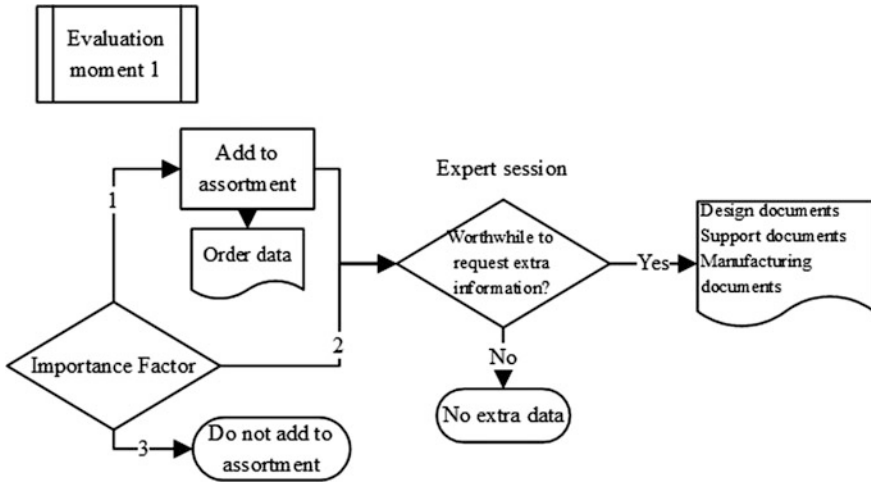 Evaluation
moment 1
Add to
assortment
Order data
1
Importance Factor
2
3
Do not add to
assortment
Expert session
Worthwhile to
request extra
information?
Yes
No
No extra data
Design documents
Support documents
Manufacturing
documents